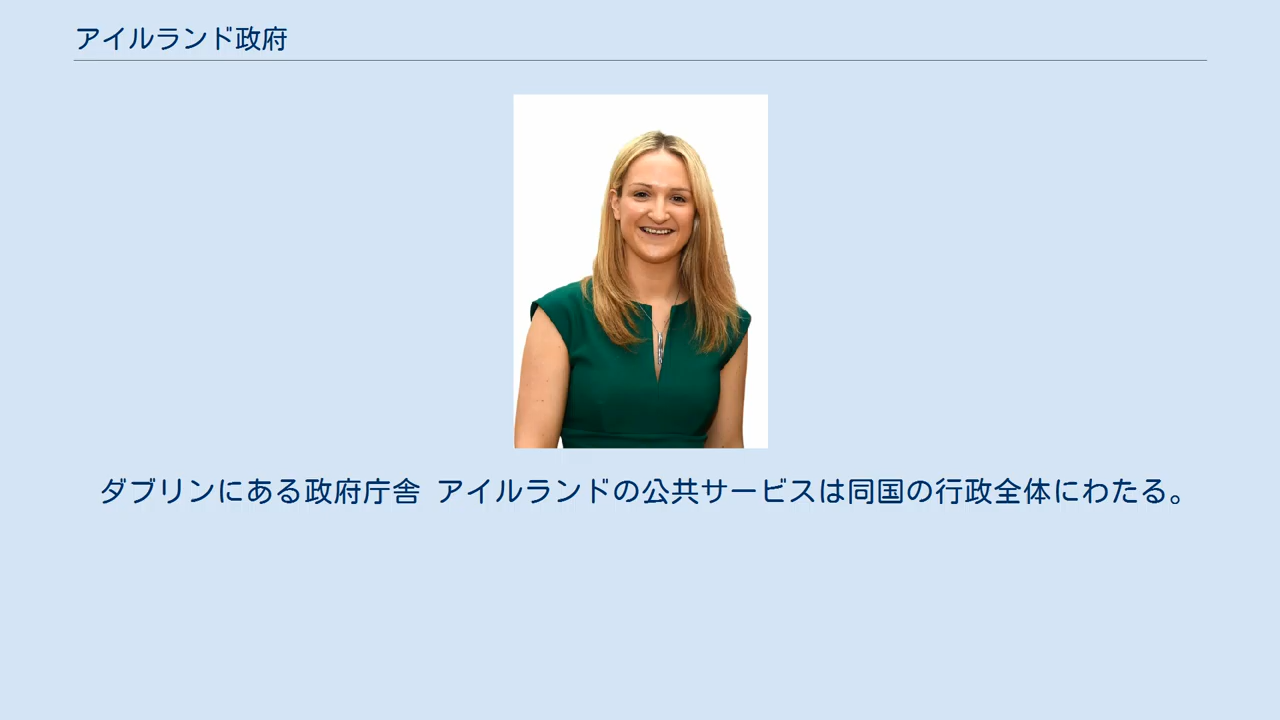 アイルランド政府
ダブリンにある政府庁舎 アイルランドの公共サービスは同国の行政全体にわたる。